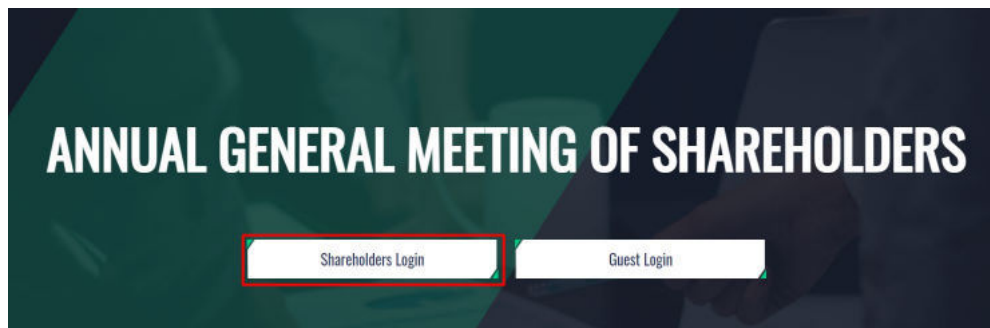 ANNUAL GENERAL MEETING OF SHAREHOLDERS
Shareholders Login
Guest Login